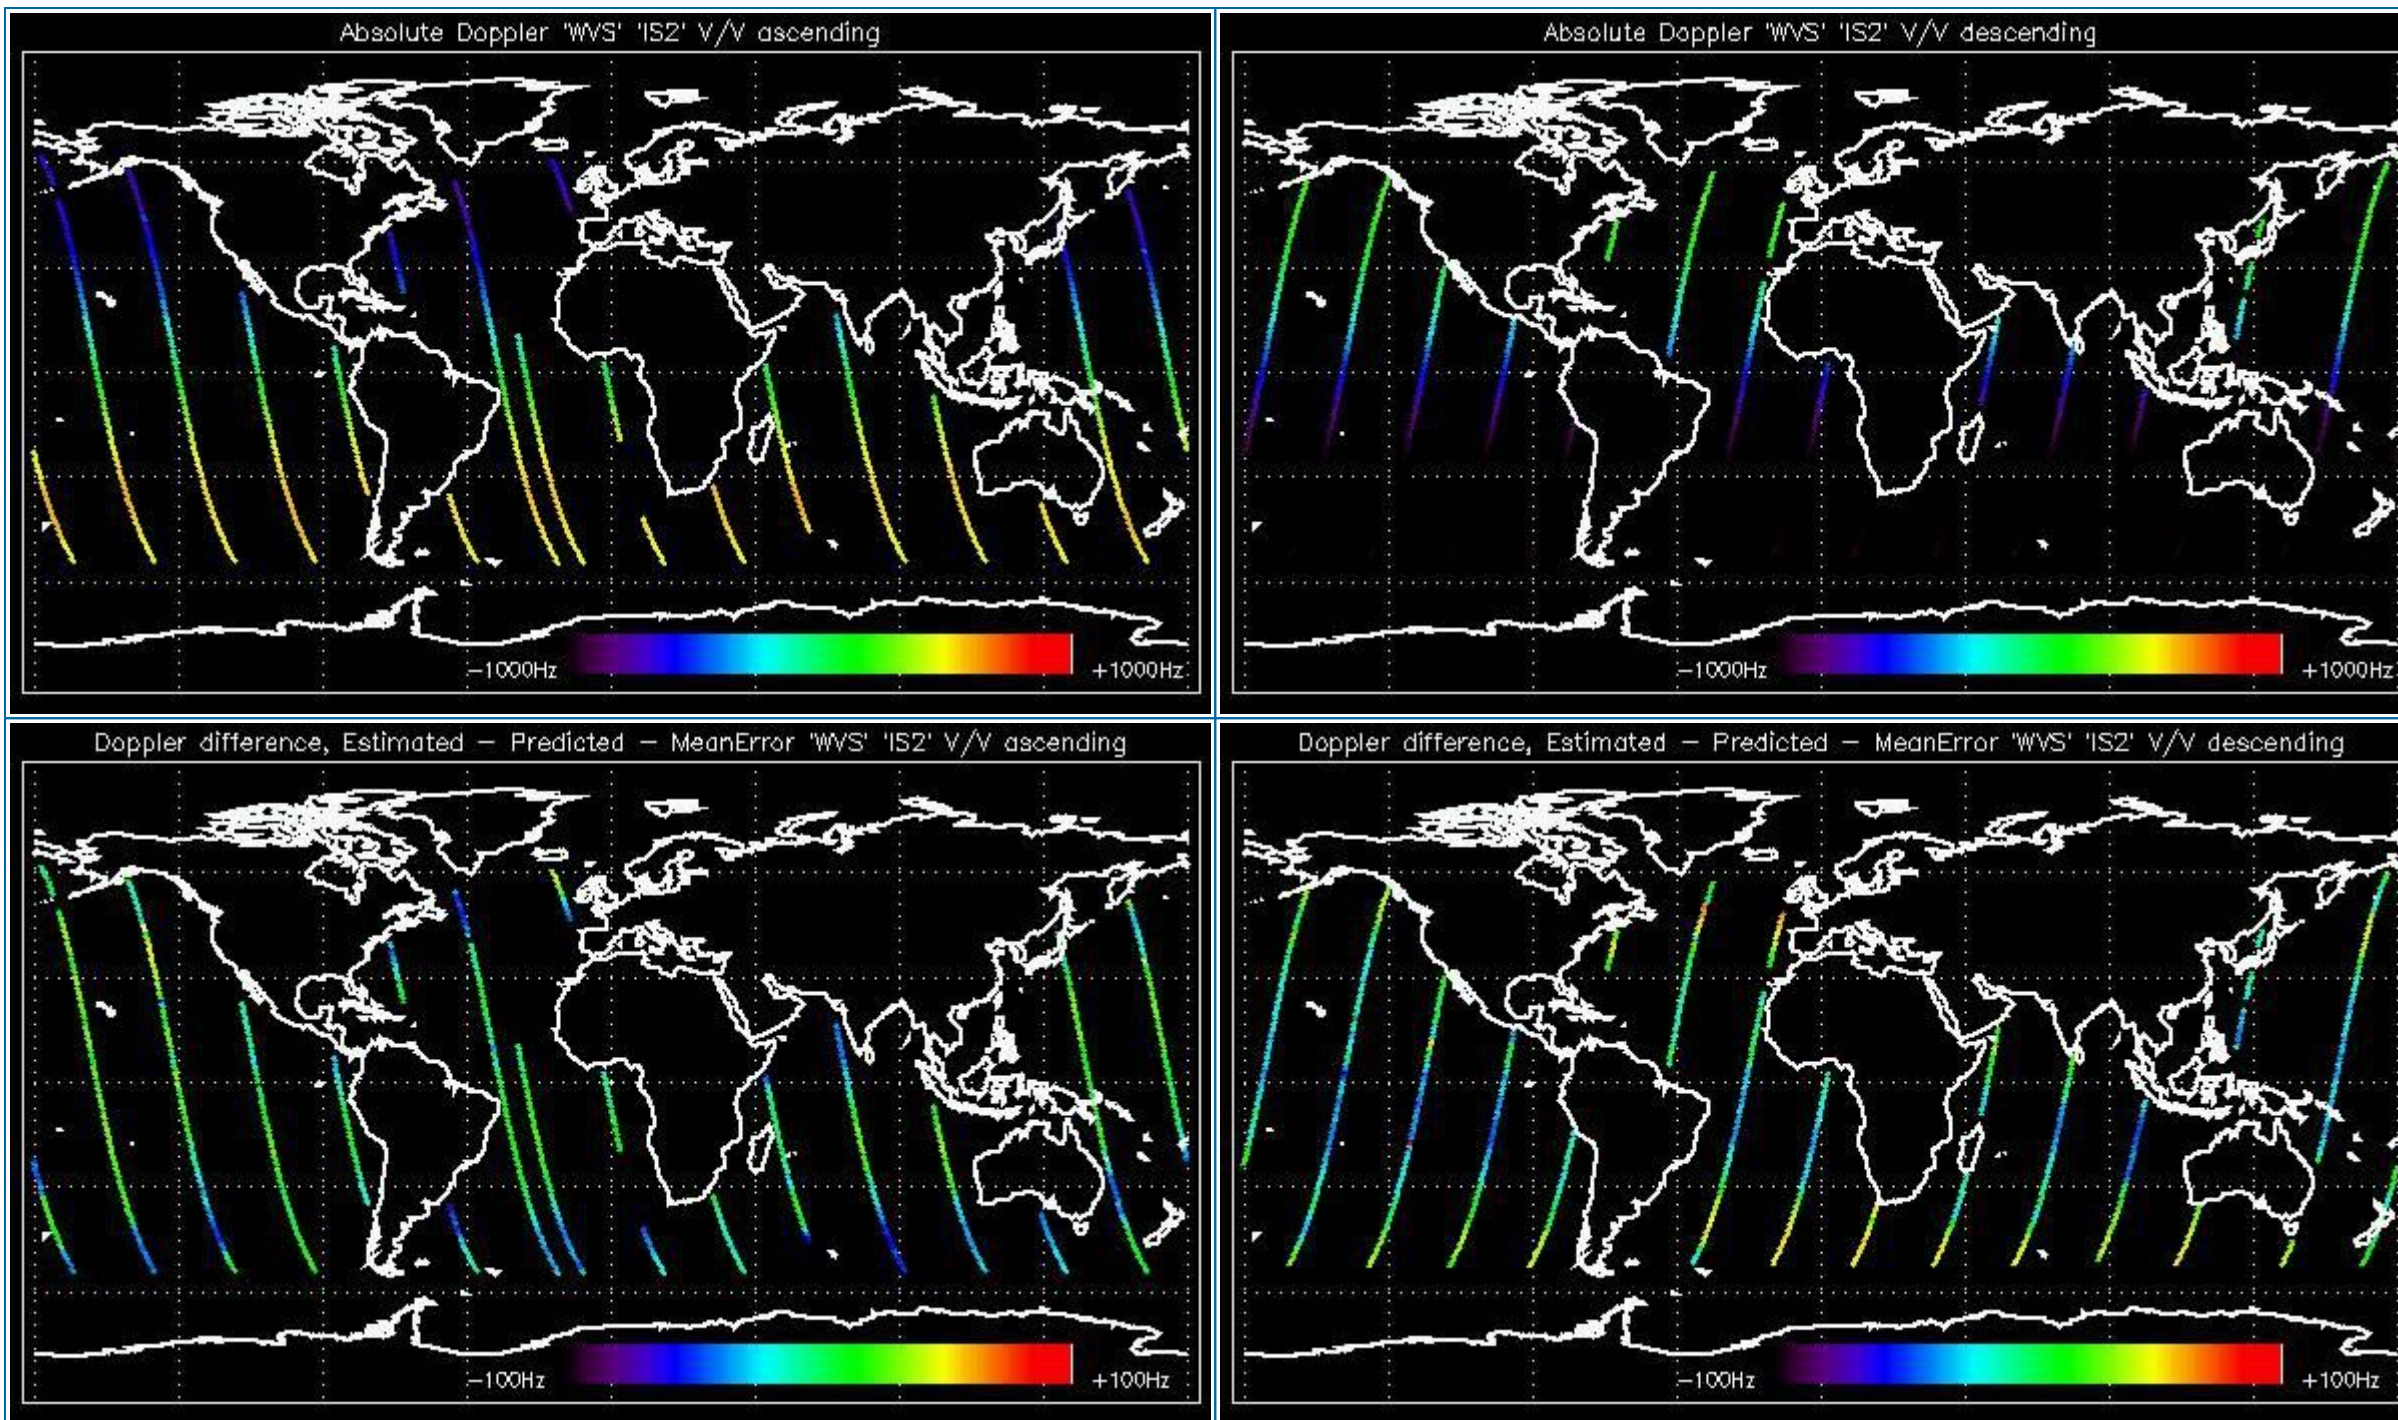 Absolute Doppler 'WVS' 'IS2' V/V ascending
-1000Hz
+1000Hz
Absolute Doppler 'WVS' 'IS2' V/V descending
-1000Hz
+1000Hz
Doppler difference, Estimated - Predicted - MeanError 'WVS' 'IS2' V/V ascending
-100Hz
+100Hz
Doppler difference, Estimated - Predicted - MeanError 'WVS' 'IS2' V/V descending
-100Hz
+100Hz